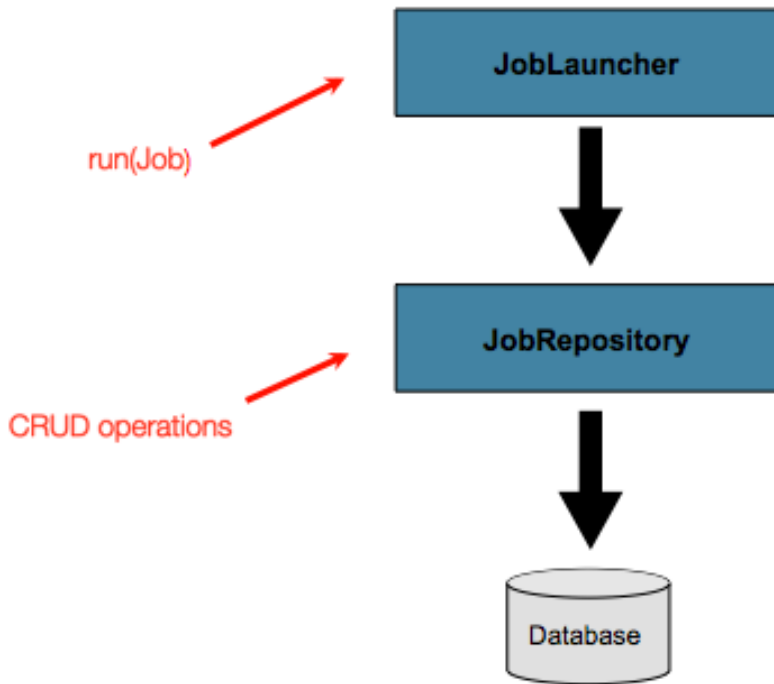 JobLauncher
run(Job)
JobRepository
CRUD operations
Database